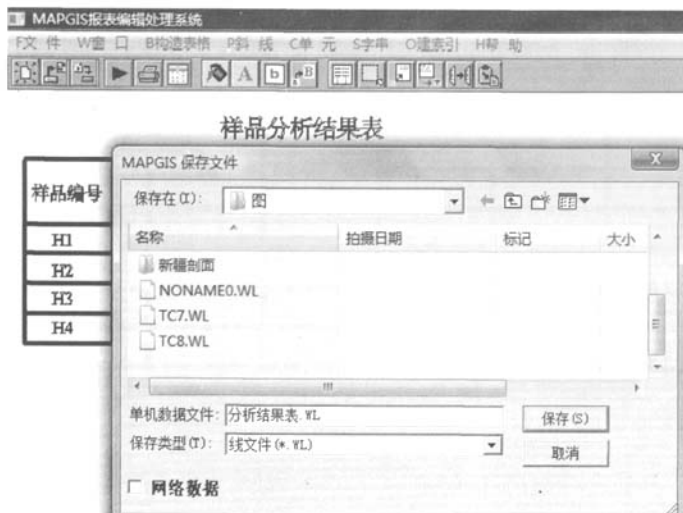 MAPGIS报表编辑处理系统
F文 件 W窗 口 B构造表格 P斜 线 C单 元 S字串 O建索引 H帮 助
样品分析结果表
样品编号
H1
H2
H3
H4
MAPGIS 保存文件
保存在(I): 图
名称 拍摄日期 标记 大小
新疆剖面
NONAME0.WL
TC7.WL
TC8.WL
单机数据文件: 分析结果表.WL
保存(S)
保存类型(T): 线文件(*.WL)
取消
网络数据